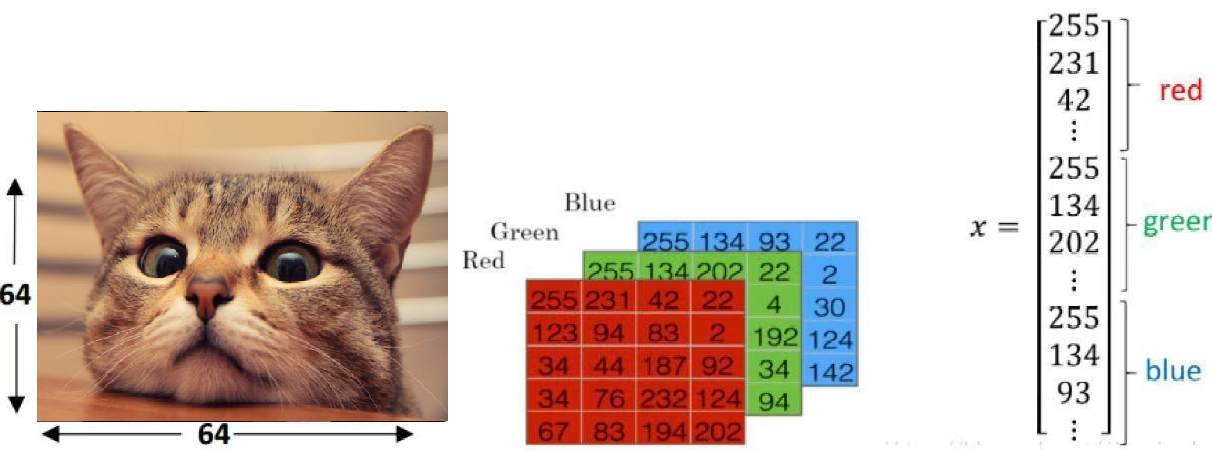 64
64
Blue
Green
Red
255 134 93 22
2
30
124
142
255 134 202 22
4
192
34
94
255 231 42 22
123 94 83 2
34 44 187 92
34 76 232 124
67 83 194 202
x =
255
231
42
⋮
255
134
202
⋮
255
134
93
⋮
red
green
blue